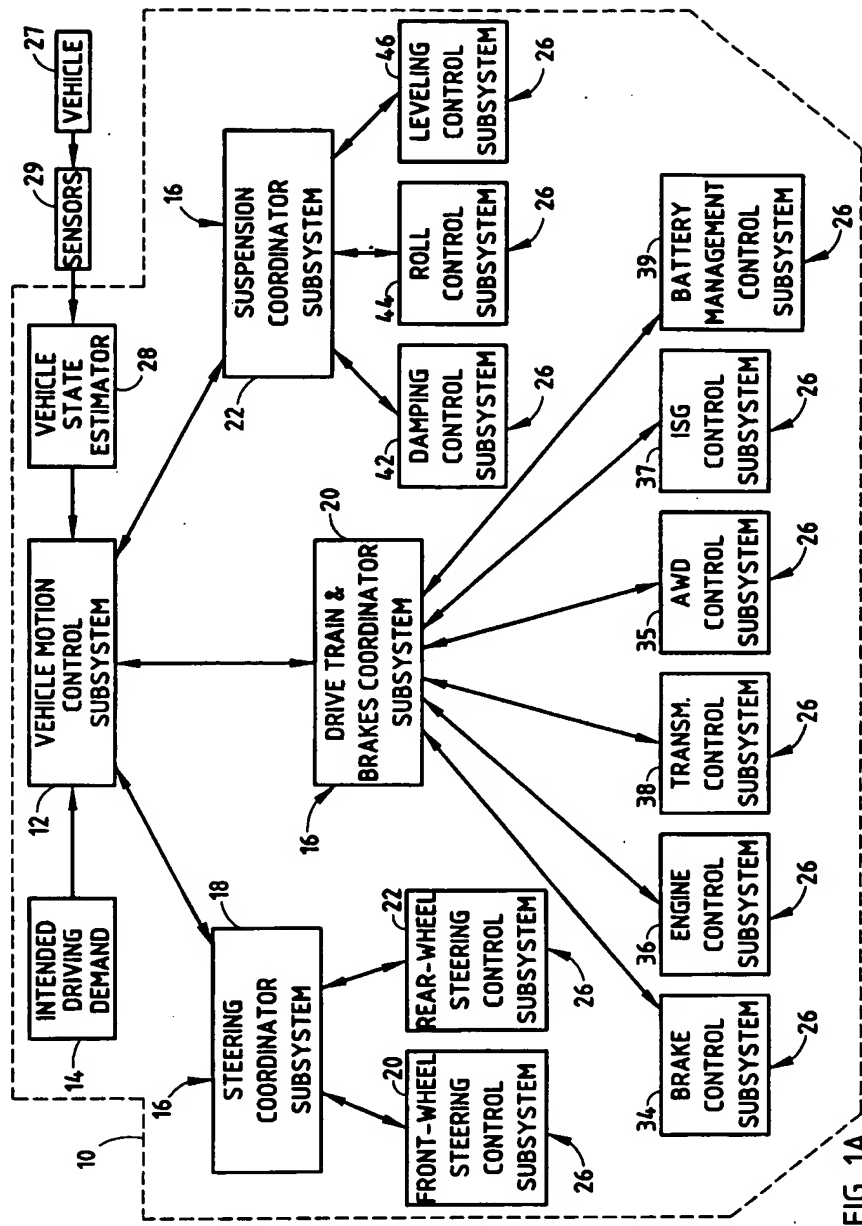 27
VEHICLE
29
SENSORS
VEHICLE
STATE
ESTIMATOR
28
VEHICLE MOTION
CONTROL
SUBSYSTEM
12
INTENDED
DRIVING
DEMAND
14
10
16
STEERING
COORDINATOR
SUBSYSTEM
18
16
DRIVE TRAIN &
BRAKES COORDINATOR
SUBSYSTEM
20
16
SUSPENSION
COORDINATOR
SUBSYSTEM
22
20
FRONT-WHEEL
STEERING
CONTROL
SUBSYSTEM
26
22
REAR-WHEEL
STEERING
CONTROL
SUBSYSTEM
26
42
DAMPING
CONTROL
SUBSYSTEM
26
44
ROLL
CONTROL
SUBSYSTEM
26
46
LEVELING
CONTROL
SUBSYSTEM
26
34
BRAKE
CONTROL
SUBSYSTEM
26
36
ENGINE
CONTROL
SUBSYSTEM
26
38
TRANSM.
CONTROL
SUBSYSTEM
26
35
AWD
CONTROL
SUBSYSTEM
26
37
ISG
CONTROL
SUBSYSTEM
26
39
BATTERY
MANAGEMENT
CONTROL
SUBSYSTEM
26
FIG. 1A